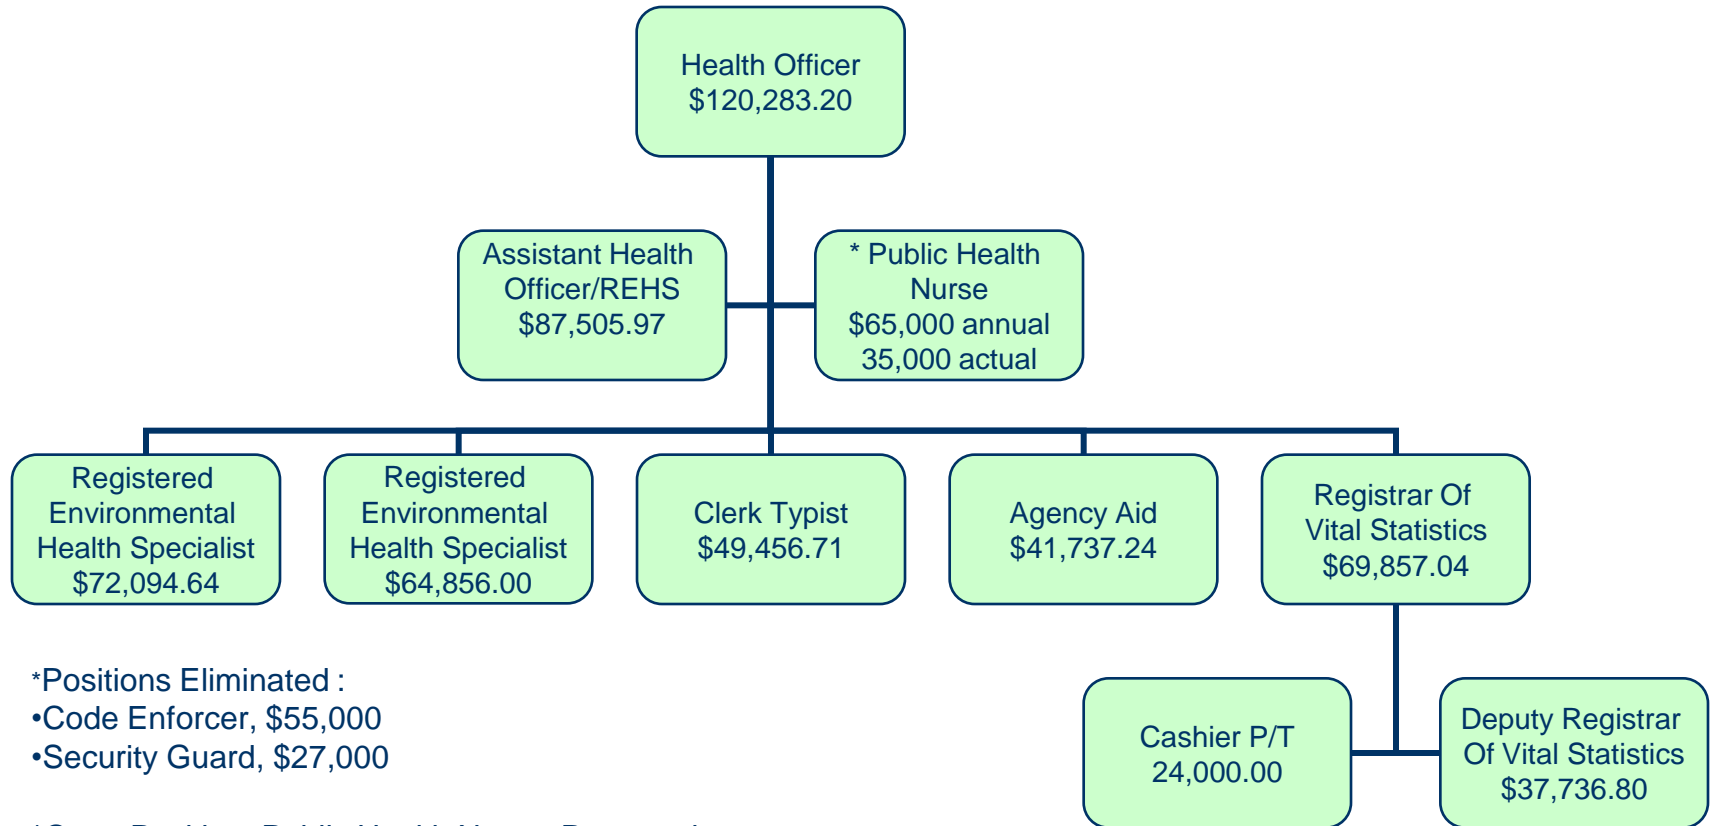 Health Officer
$120,283.20
Assistant Health
Officer/REHS
$87,505.97
* Public Health
Nurse
$65,000 annual
35,000 actual
Registered
Environmental
Health Specialist
$72,094.64
Registered
Environmental
Health Specialist
$64,856.00
Clerk Typist
$49,456.71
Agency Aid
$41,737.24
Registrar Of
Vital Statistics
$69,857.04
Cashier P/T
24,000.00
Deputy Registrar
Of Vital Statistics
$37,736.80
*Positions Eliminated :
•Code Enforcer, $55,000
•Security Guard, $27,000
Public Health Nurse